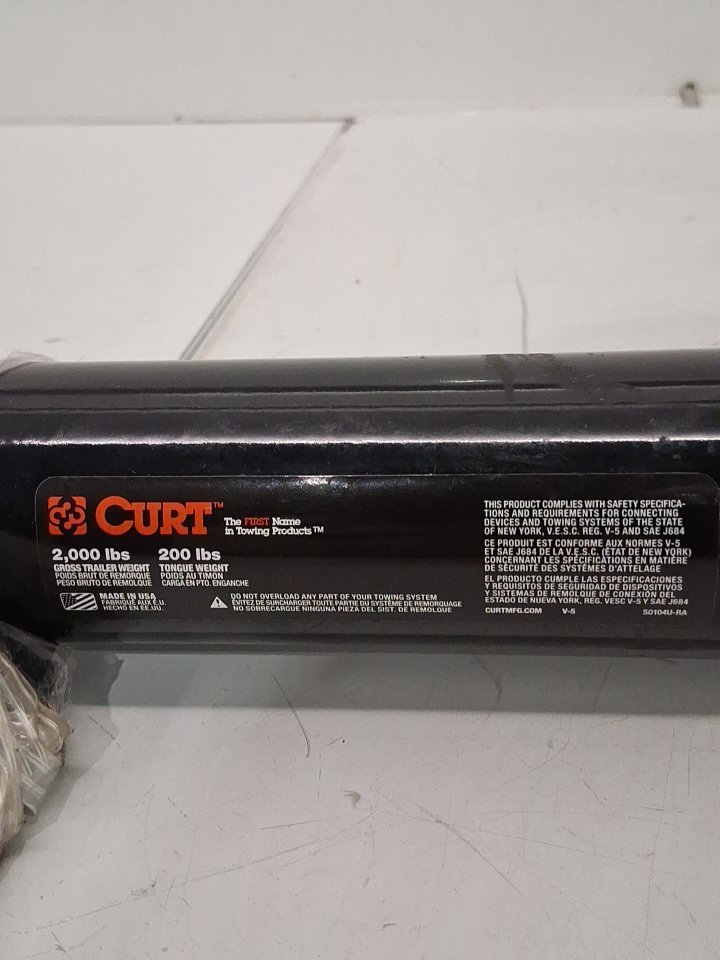 CURT™
The FIRST Name
in Towing Products™
2,000 lbs
GROSS TRAILER WEIGHT
POIDS BRUT DE REMORQUE
PESO BRUTO DE REMOLQUE
200 lbs
TONGUE WEIGHT
POIDS AU TIMON
CARGA EN PTO. ENGANCHE
MADE IN USA
FABRIQUÉ AUX É.U.
HECHO EN EE.UU.
DO NOT OVERLOAD ANY PART OF YOUR TOWING SYSTEM
ÉVITEZ DE SURCHARGER TOUTE PARTIE DU SYSTÈME DE REMORQUAGE
NO SOBRECARGUE NINGUNA PIEZA DEL SIST. DE REMOLQUE
THIS PRODUCT COMPLIES WITH SAFETY SPECIFICA-
TIONS AND REQUIREMENTS FOR CONNECTING
DEVICES AND TOWING SYSTEMS OF THE STATE
OF NEW YORK, V.E.S.C. REG. V-5 AND SAE J684
CE PRODUIT EST CONFORME AUX NORMES V-5
ET SAE J684 DE LA V.E.S.C. (ÉTAT DE NEW YORK)
CONCERNANT LES SPÉCIFICATIONS EN MATIÈRE
DE SÉCURITÉ DES SYSTÈMES D'ATTELAGE
EL PRODUCTO CUMPLE LAS ESPECIFICACIONES
Y REQUISITOS DE SEGURIDAD DE DISPOSITIVOS
Y SISTEMAS DE REMOLQUE DE CONEXIÓN DEL
ESTADO DE NUEVA YORK, REG. VESC V-5 Y SAE J684
CURTMFG.COM V-5 S0104U-RA